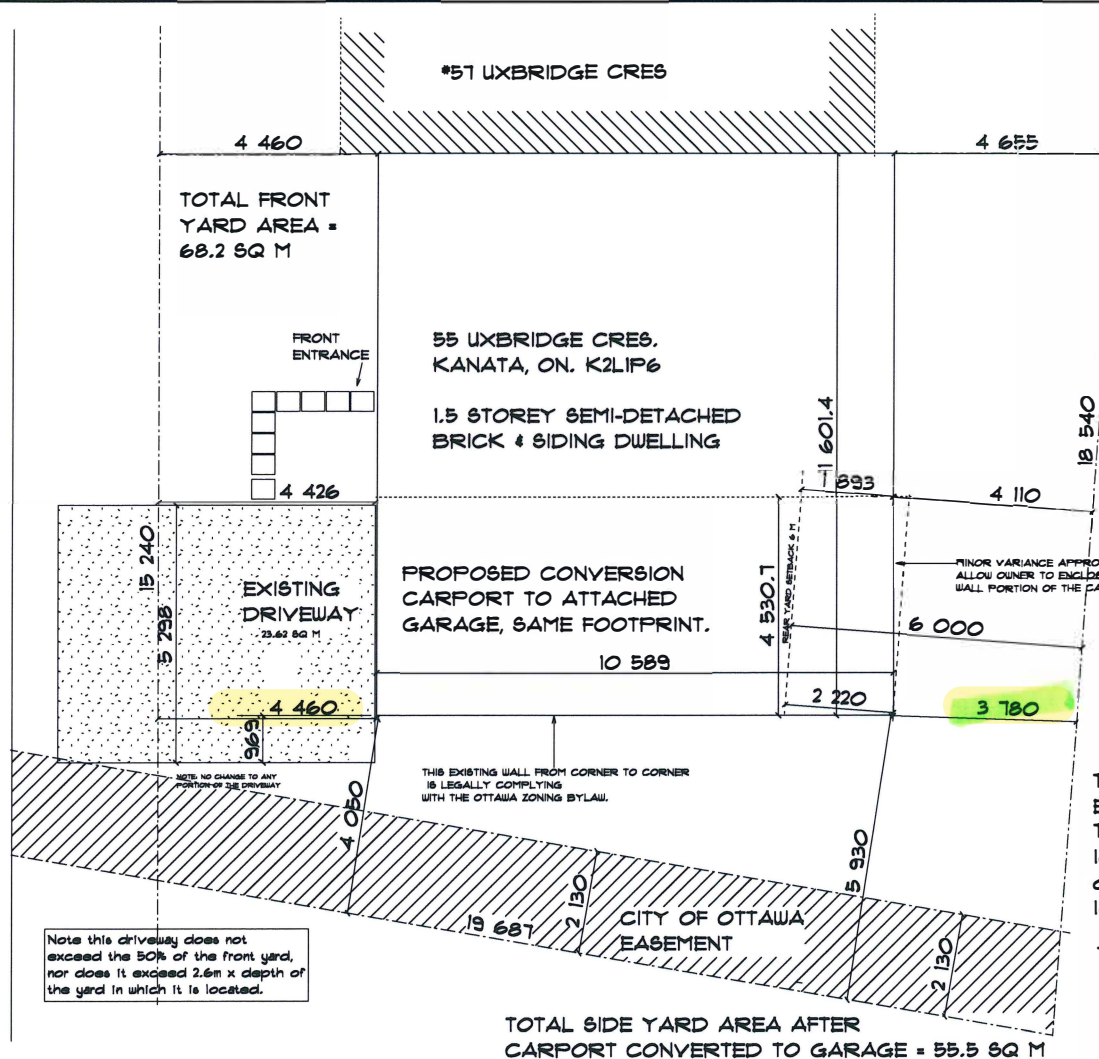 *57 UXBRIDGE CRES
4 460
4 655
TOTAL FRONT
YARD AREA =
68.2 SQ M
FRONT
ENTRANCE
55 UXBRIDGE CRES.
KANATA, ON. K2L1P6
1.5 STOREY SEMI-DETACHED
BRICK & SIDING DWELLING
11 601.4
18 540
4 426
1 893
4 110
15 240
5 298
EXISTING
DRIVEWAY
23.62 SQ M
PROPOSED CONVERSION
CARPORT TO ATTACHED
GARAGE, SAME FOOTPRINT.
4 530.7
REAR YARD SETBACK 6 M
MINOR VARIANCE APPRO
ALLOW OWNER TO ENCLOSE
WALL PORTION OF THE CA
6 000
10 589
4 460
2 220
3 780
969
NOTE: NO CHANGE TO ANY
PORTION OF THE DRIVEWAY
THIS EXISTING WALL FROM CORNER TO CORNER
IS LEGALLY COMPLYING
WITH THE OTTAWA ZONING BYLAW.
4 050
5 930
2 130
19 687
CITY OF OTTAWA
EASEMENT
2 130
Note this driveway does not
exceed the 50% of the front yard,
nor does it exceed 2.6m x depth of
the yard in which it is located.
TOTAL SIDE YARD AREA AFTER
CARPORT CONVERTED TO GARAGE = 55.5 SQ M